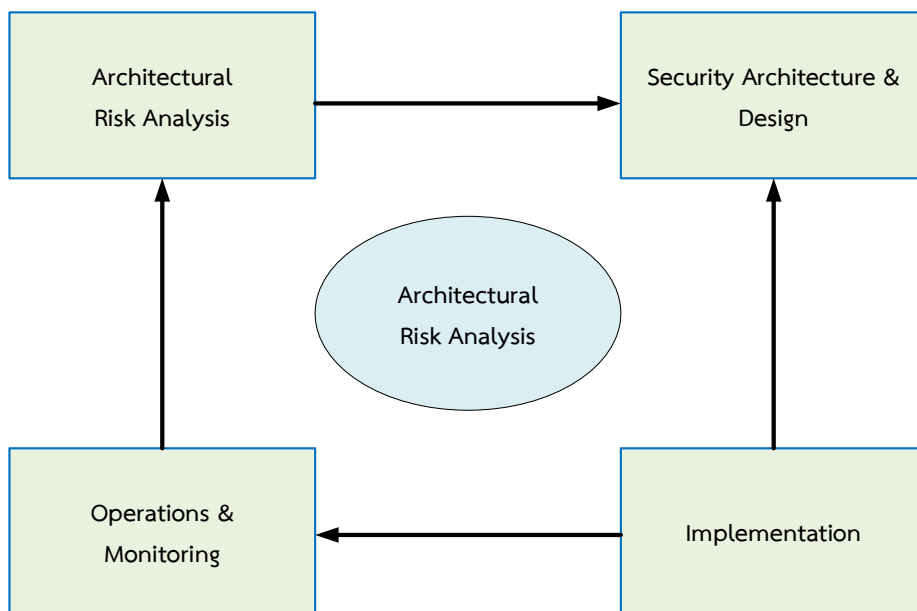 Architectural
Risk Analysis
Security Architecture &
Design
Architectural
Risk Analysis
Operations &
Monitoring
Implementation